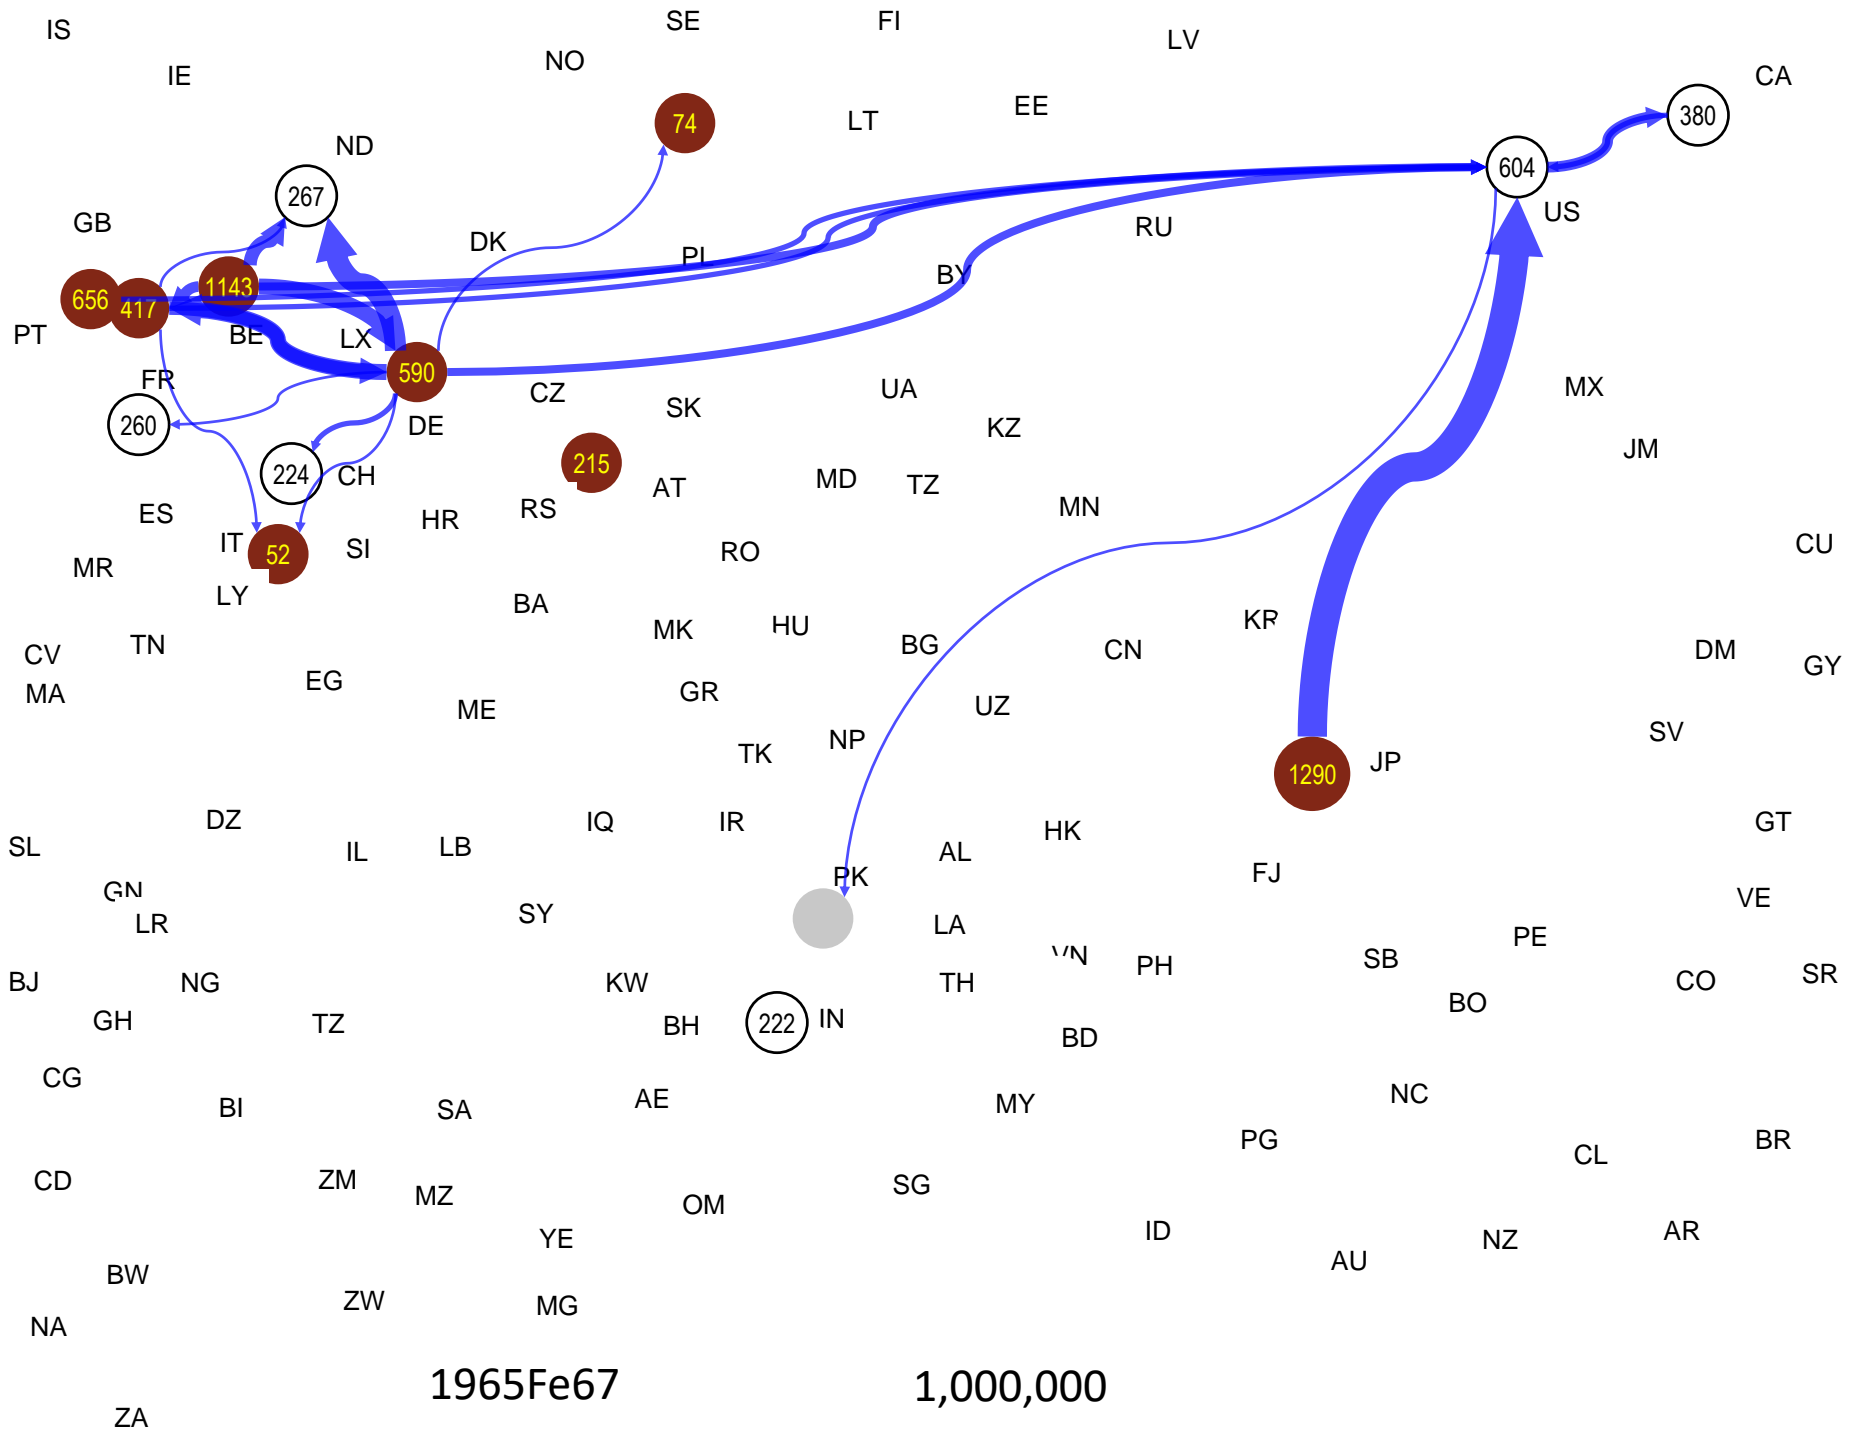 IS
SE
FI
LV
NO
IE
CA
EE
LT
380
74
ND
604
267
GB
US
RU
DK
PL
BY
1143
656
417
PT
BE
LX
590
FR
CZ
UA
MX
SK
260
DE
KZ
JM
215
224
CH
AT
MD
TZ
MN
ES
RS
HR
IT
52
SI
RO
CU
MR
LY
BA
KR
HU
MK
TN
BG
CN
DM
CV
GY
EG
MA
GR
UZ
ME
SV
NP
TK
JP
1290
DZ
IQ
IR
GT
HK
SL
IL
LB
AL
FJ
PK
GN
VE
SY
LR
LA
PE
VN
SB
PH
SR
BJ
NG
KW
TH
CO
BO
GH
TZ
BH
222
IN
BD
CG
NC
AE
MY
BI
SA
PG
BR
CL
CD
ZM
SG
MZ
OM
ID
AR
YE
NZ
AU
BW
ZW
MG
NA
1965Fe67
1,000,000
ZA